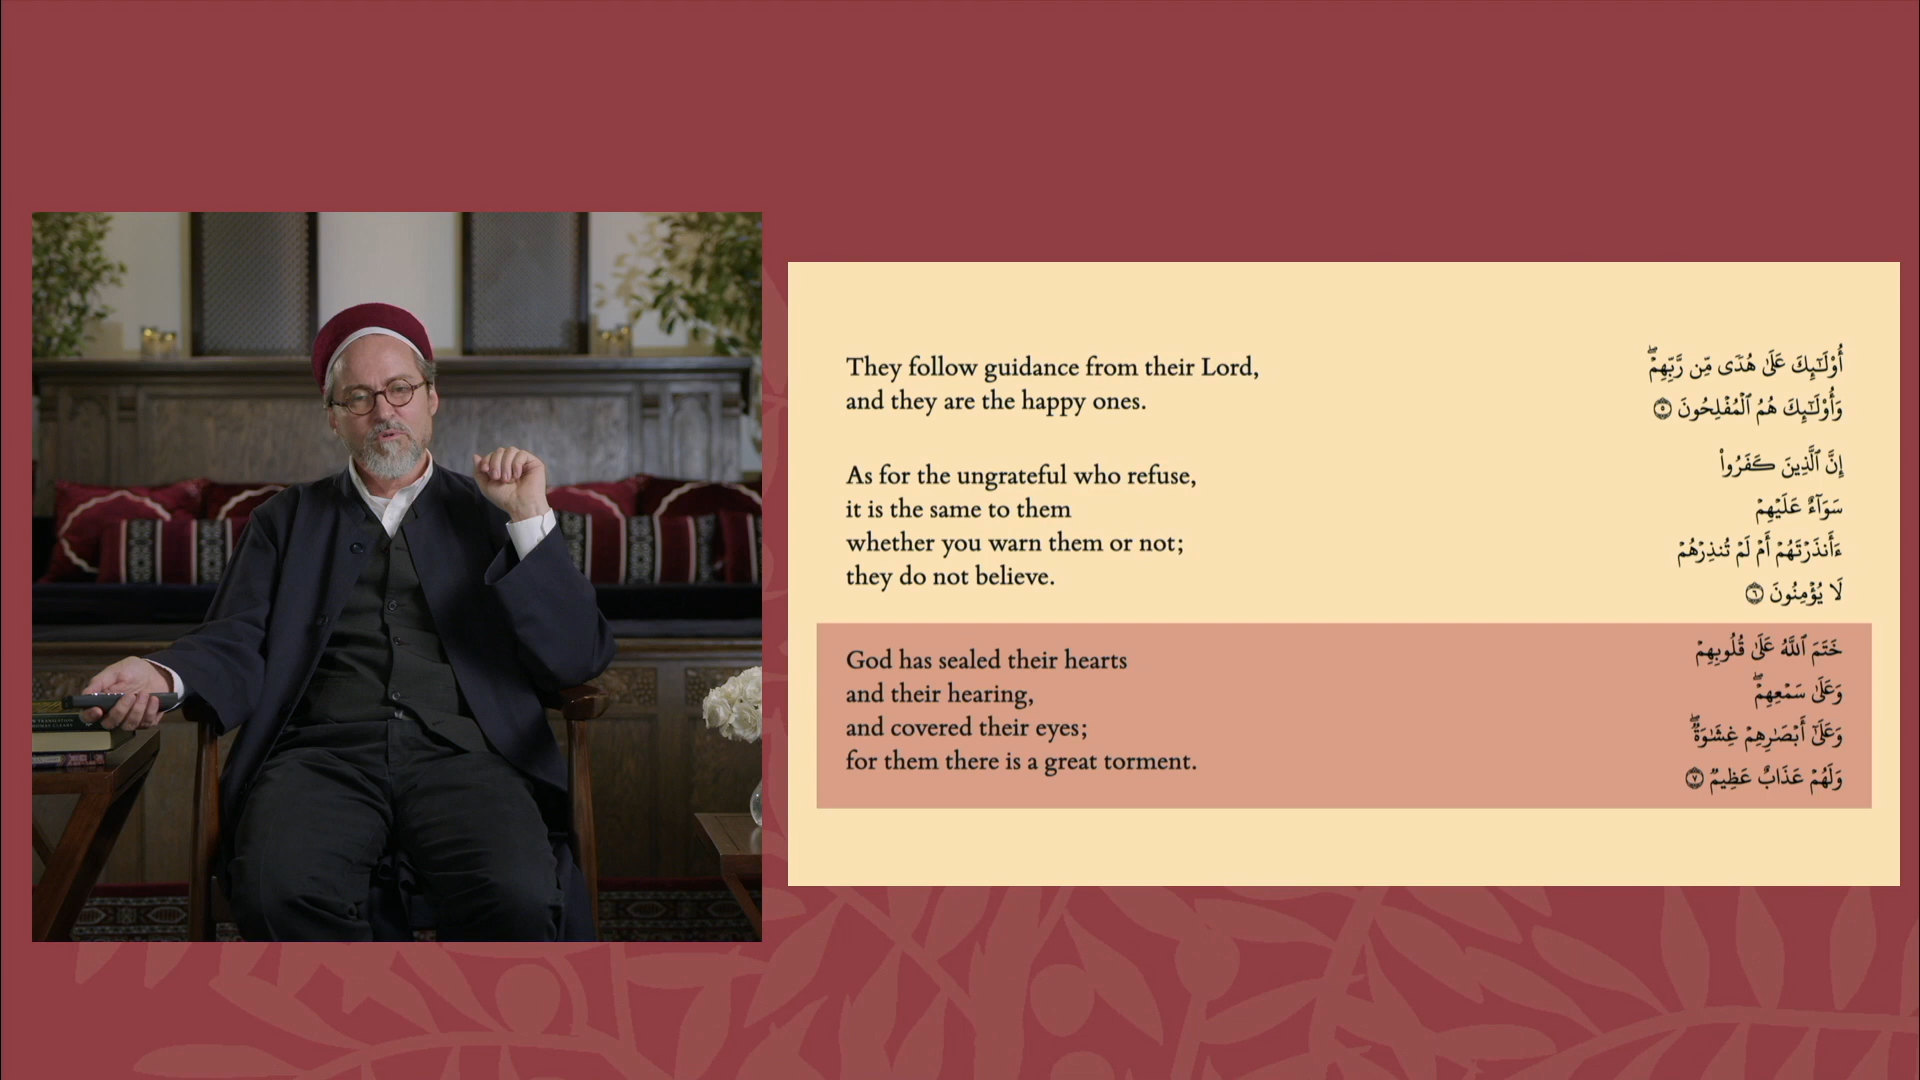 They follow guidance from their Lord,
and they are the happy ones.
As for the ungrateful who refuse,
it is the same to them
whether you warn them or not;
they do not believe.
God has sealed their hearts
and their hearing,
and covered their eyes;
for them there is a great torment.
أُوْلَـٰٓئِكَ عَلَىٰ هُدًى مِّن رَّبِّهِمْۖ
وَأُوْلَـٰٓئِكَ هُمُ ٱلْمُفْلِحُونَ ۝٥
إِنَّ ٱلَّذِينَ كَفَرُواْ
سَوَآءٌ عَلَيْهِمْ
ءَأَنذَرْتَهُمْ أَمْ لَمْ تُنذِرْهُمْ
لَا يُؤْمِنُونَ ۝٦
خَتَمَ ٱللَّهُ عَلَىٰ قُلُوبِهِمْ
وَعَلَىٰ سَمْعِهِمْۖ
وَعَلَىٰٓ أَبْصَـٰرِهِمْ غِشَـٰوَةٌۖ
وَلَهُمْ عَذَابٌ عَظِيمٌ ۝٧